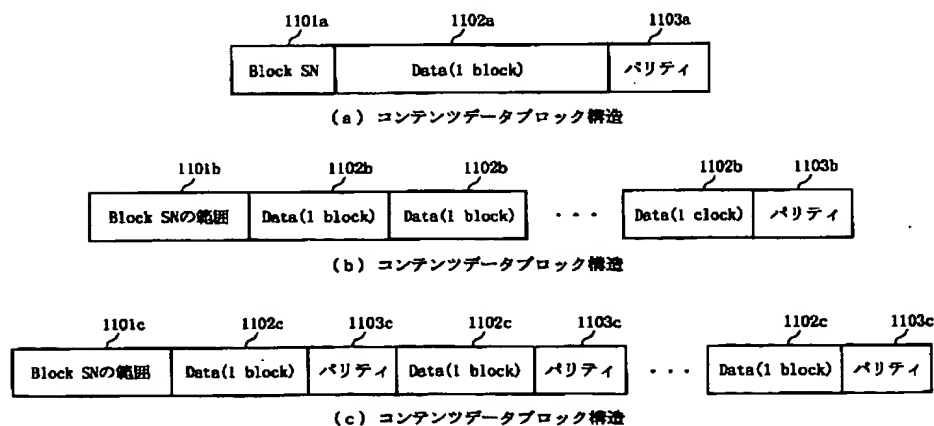 1101a 1102a 1103a
Block SN Data(1 block) パリティ
(a) コンテンツデータブロック構造
1101b 1102b 1102b 1102b 1103b
Block SNの範囲 Data(1 block) Data(1 block) ・・・ Data(1 clock) パリティ
(b) コンテンツデータブロック構造
1101c 1102c 1103c 1102c 1103c 1102c 1103c
Block SNの範囲 Data(1 block) パリティ Data(1 block) パリティ ・・・ Data(1 block) パリティ
(c) コンテンツデータブロック構造